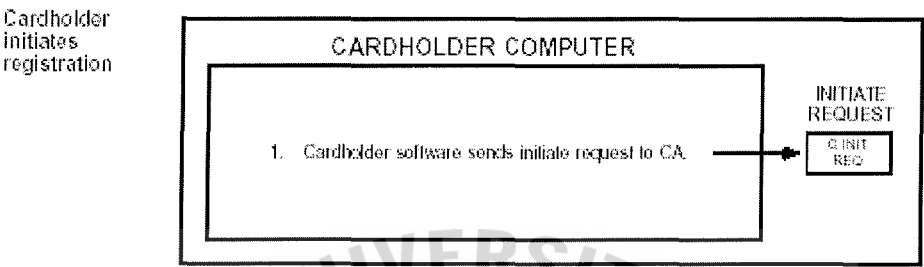 Cardholder
initiates
registration
CARDHOLDER COMPUTER
INITIATE
REQUEST
1. Cardholder software sends initiate request to CA.
C INIT
REQ